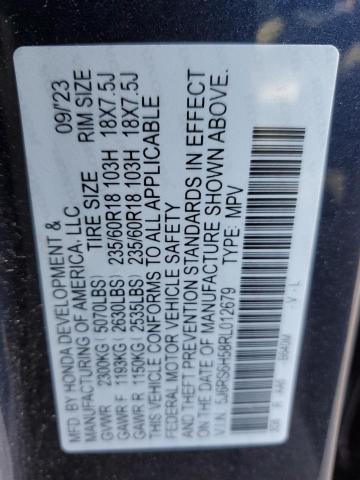 MFD BY HONDA DEVELOPMENT & 09/'23
MANUFACTURING OF AMERICA, LLC
TIRE SIZE RIM SIZE
GVWR 2300KG (5070LBS)
GAWR F 1193KG (2630LBS) 235/60R18 103H 18X7.5J
GAWR R 1150KG (2535LBS) 235/60R18 103H 18X7.5J
THIS VEHICLE CONFORMS TO ALL APPLICABLE
FEDERAL MOTOR VEHICLE SAFETY
AND THEFT PREVENTION STANDARDS IN EFFECT
ON THE DATE OF MANUFACTURE SHOWN ABOVE.
V.I.N. 5J6RS6H58RL012679 TYPE: MPV
-V-L